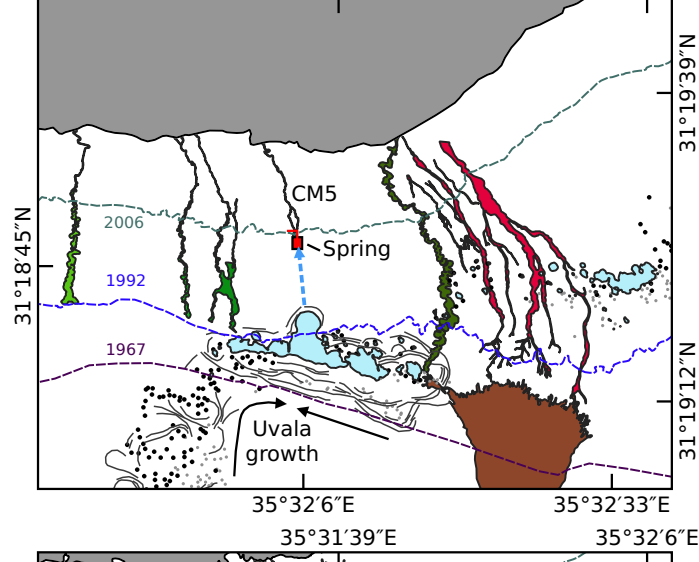 31°19′39″N
CM5
2006
Spring
31°18′45″N
1992
1967
31°19′12″N
Uvala
growth
35°32′6″E
35°32′33″E
35°31′39″E
35°32′6″E